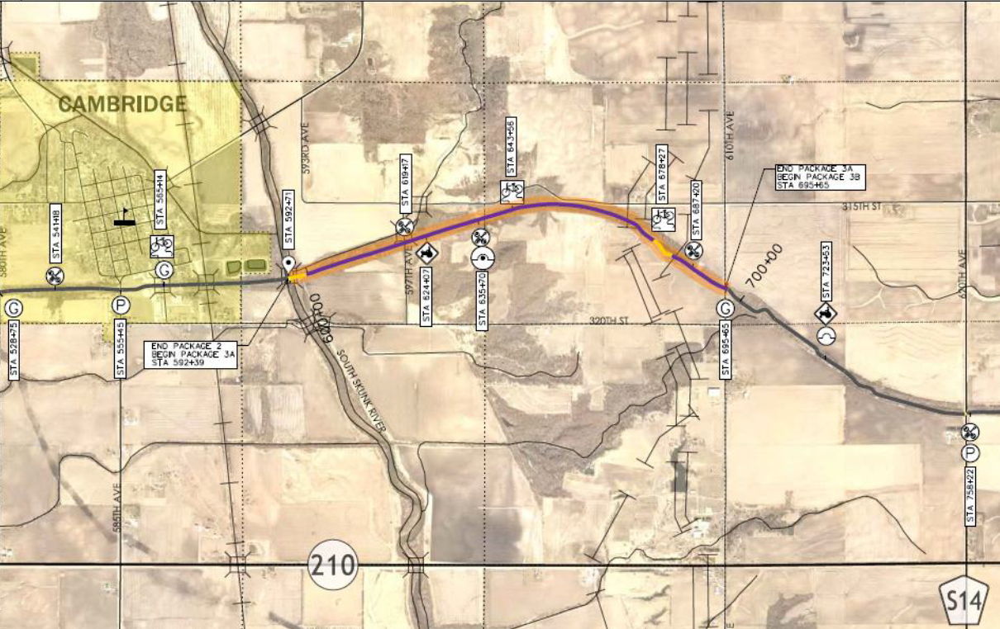 CAMBRIDGE
593RD AVE
610TH AVE
STA 643+56
STA 678+27
STA 619+17
STA 565+14
STA 541+18
STA 592+71
STA 687+20
END PACKAGE 3A
BEGIN PACKAGE 3B
STA 695+65
315TH ST
580TH AVE
597TH AVE
620TH AVE
700+00
STA 723+53
G
G
P
G
STA 624+07
STA 635+70
600+00
320TH ST
STA 528+75
STA 555+45
END PACKAGE 2
BEGIN PACKAGE 3A
STA 592+39
STA 695+65
SOUTH SKUNK RIVER
P
STA 758+22
585TH AVE
210
S14